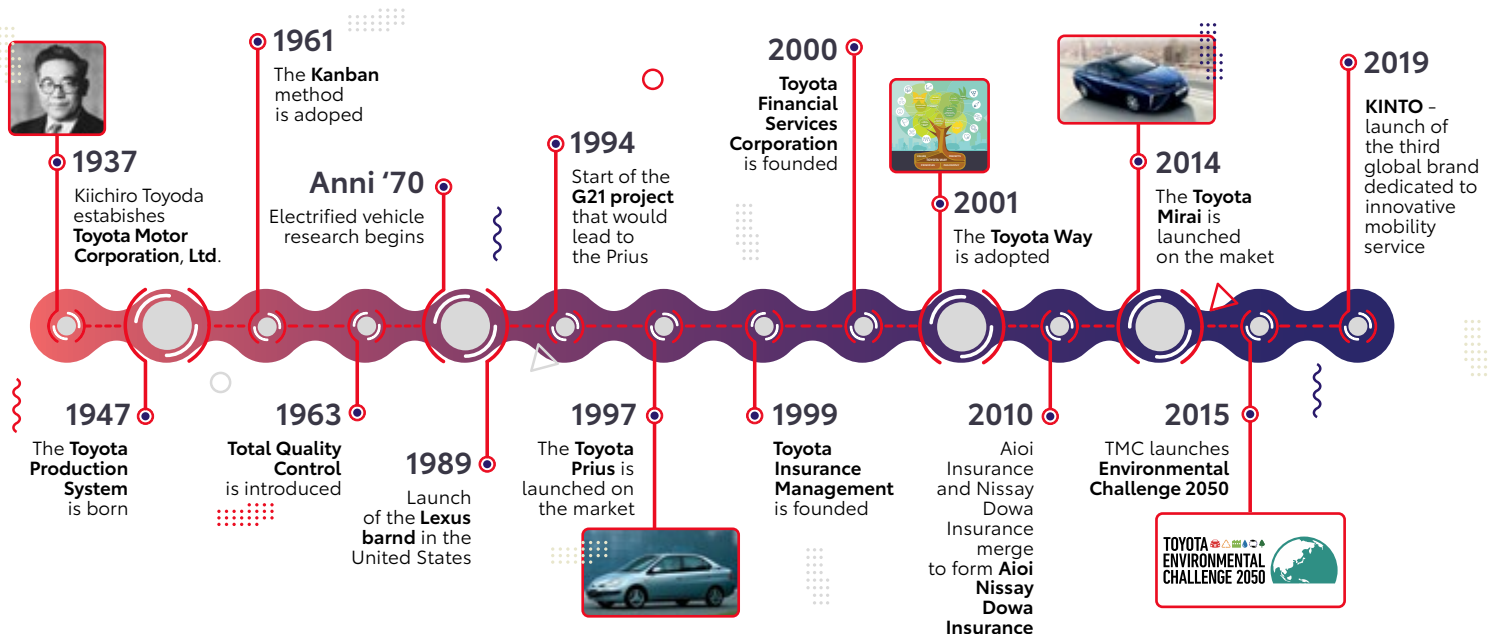 1937
Kiichiro Toyoda
estabishes
Toyota Motor
Corporation, Ltd.
1947
The Toyota
Production
System
is born
1961
The Kanban
method
is adoped
1963
Total Quality
Control
is introduced
Anni ‘70
Electrified vehicle
research begins
1989
Launch
of the Lexus
barnd in the
United States
1994
Start of the
G21 project
that would
lead to
the Prius
1997
The Toyota
Prius is
launched on
the market
1999
Toyota
Insurance
Management
is founded
2000
Toyota
Financial
Services
Corporation
is founded
2001
The Toyota Way
is adopted
2010
Aioi
Insurance
and Nissay
Dowa
Insurance
merge
to form Aioi
Nissay
Dowa
Insurance
2014
The Toyota
Mirai is
launched
on the maket
2015
TMC launches
Environmental
Challenge 2050
TOYOTA
ENVIRONMENTAL
CHALLENGE 2050
2019
KINTO -
launch of
the third
global brand
dedicated to
innovative
mobility
service